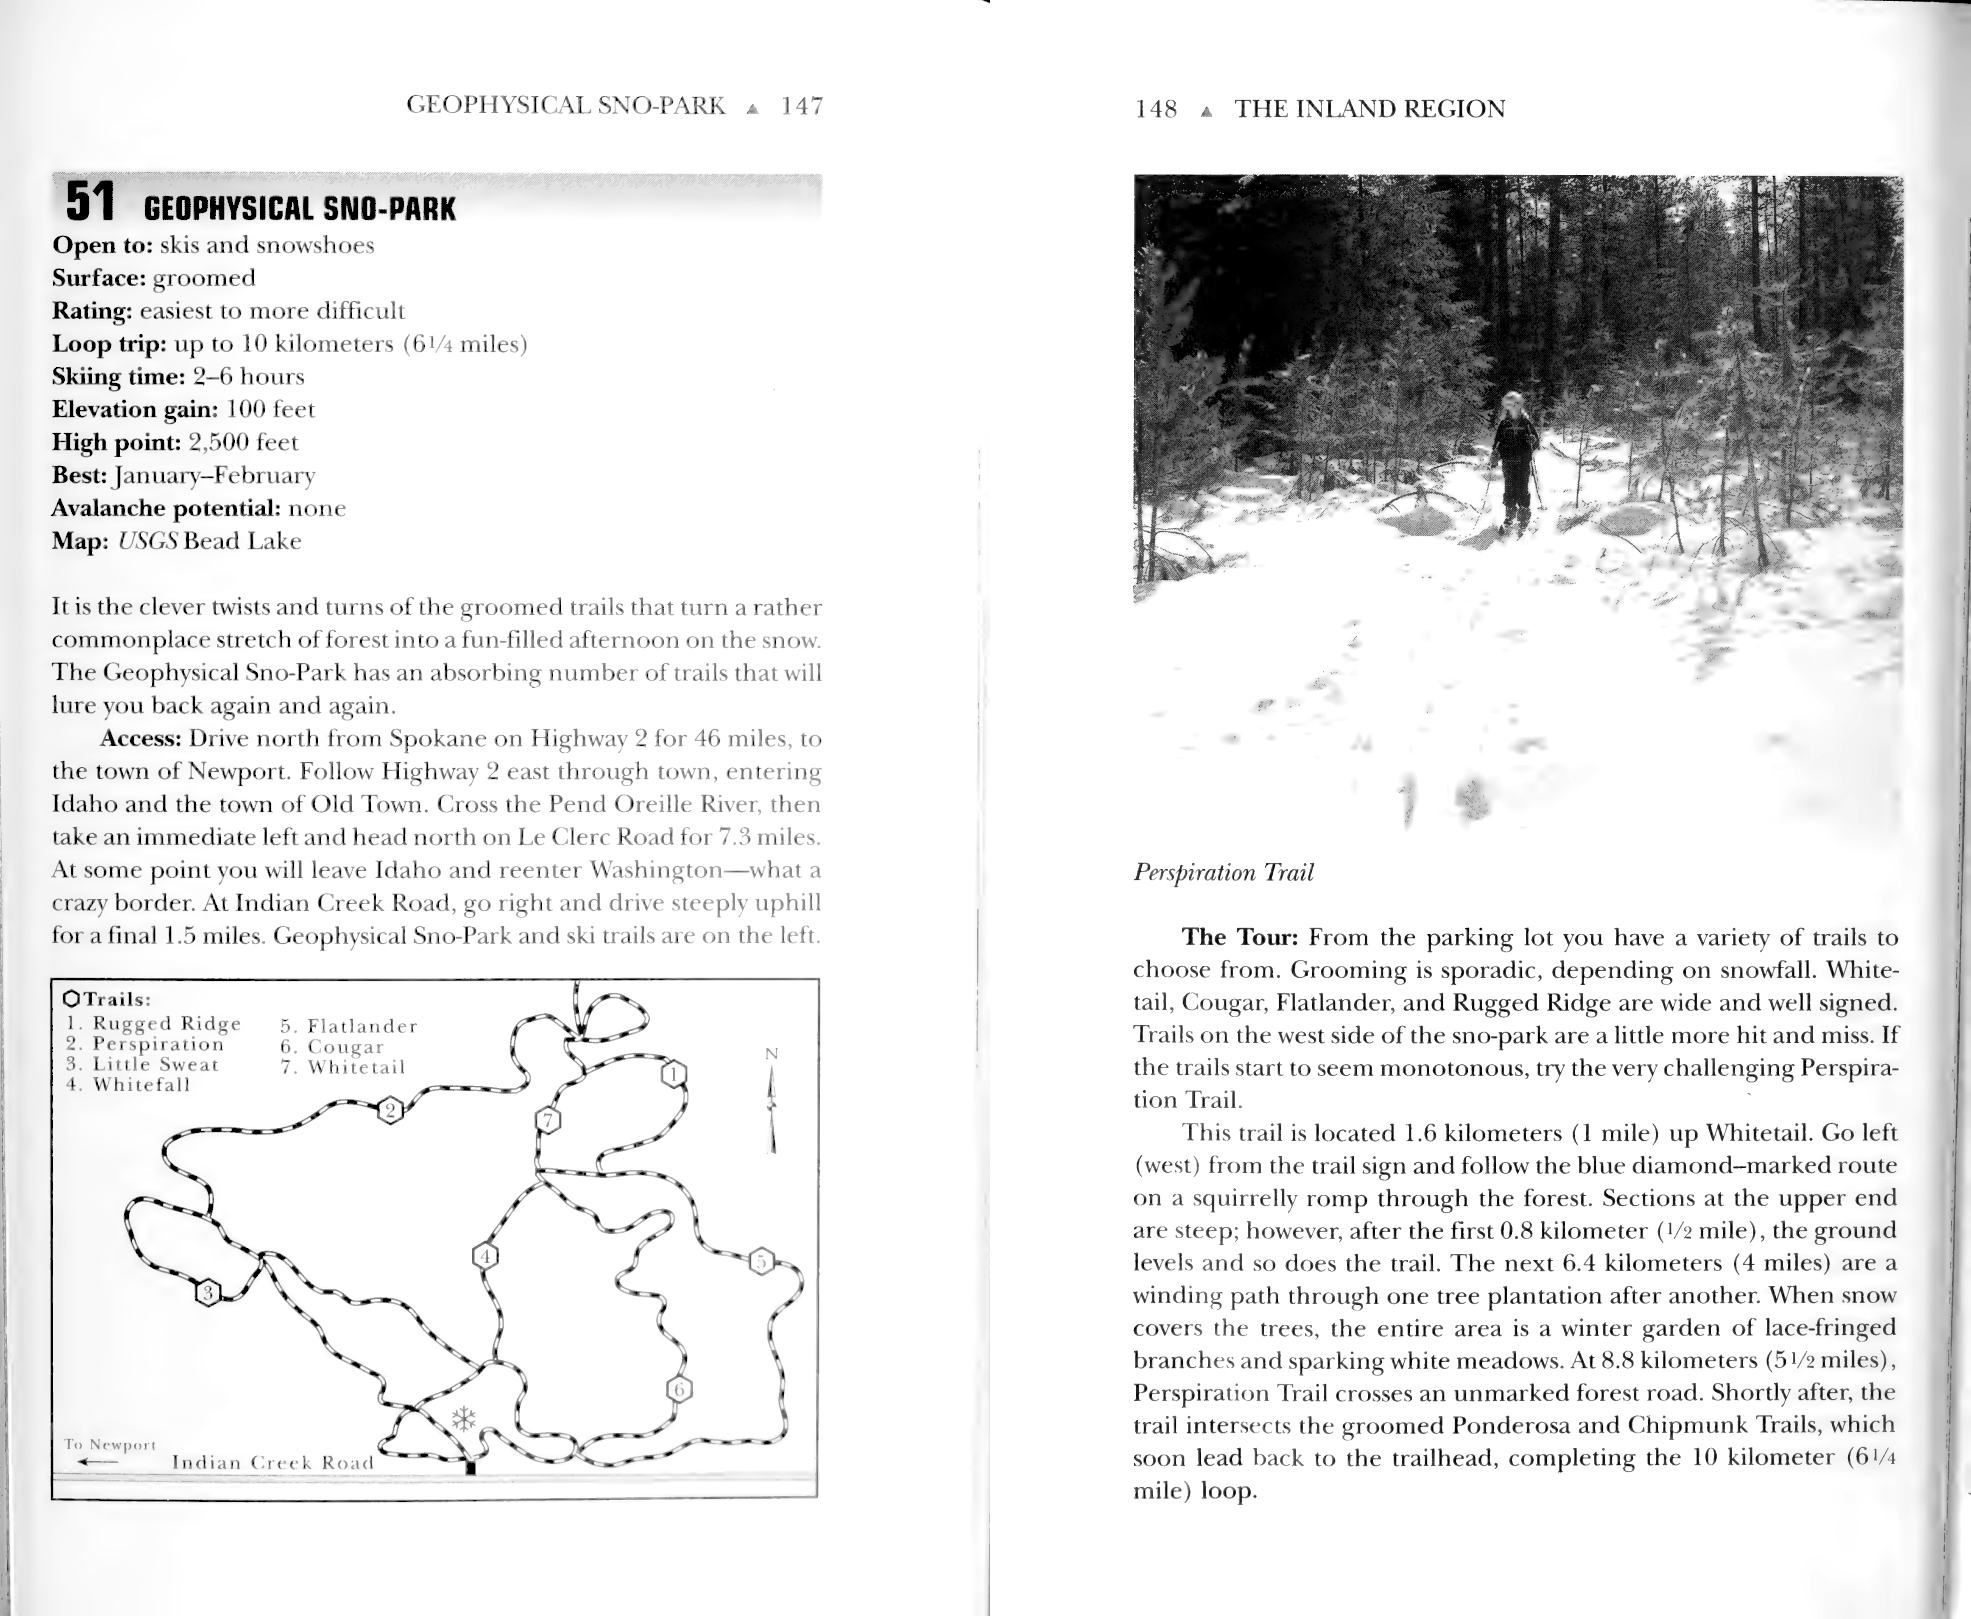 GEOPHYSICAL SNO-PARK ▲ 147
51 GEOPHYSICAL SNO-PARK
Open to: skis and snowshoes
Surface: groomed
Rating: easiest to more difficult
Loop trip: up to 10 kilometers (6 1/4 miles)
Skiing time: 2–6 hours
Elevation gain: 100 feet
High point: 2,500 feet
Best: January–February
Avalanche potential: none
Map: USGS Bead Lake
It is the clever twists and turns of the groomed trails that turn a rather
commonplace stretch of forest into a fun-filled afternoon on the snow.
The Geophysical Sno-Park has an absorbing number of trails that will
lure you back again and again.
Access: Drive north from Spokane on Highway 2 for 46 miles, to
the town of Newport. Follow Highway 2 east through town, entering
Idaho and the town of Old Town. Cross the Pend Oreille River, then
take an immediate left and head north on Le Clerc Road for 7.3 miles.
At some point you will leave Idaho and reenter Washington—what a
crazy border. At Indian Creek Road, go right and drive steeply uphill
for a final 1.5 miles. Geophysical Sno-Park and ski trails are on the left.
Trails:
1. Rugged Ridge
2. Perspiration
3. Little Sweat
4. Whitefall
5. Flatlander
6. Cougar
7. Whitetail
N
1
2
7
4
5
3
6
To Newport
Indian Creek Road
148 ▲ THE INLAND REGION
Perspiration Trail
The Tour: From the parking lot you have a variety of trails to
choose from. Grooming is sporadic, depending on snowfall. White-
tail, Cougar, Flatlander, and Rugged Ridge are wide and well signed.
Trails on the west side of the sno-park are a little more hit and miss. If
the trails start to seem monotonous, try the very challenging Perspira-
tion Trail.
This trail is located 1.6 kilometers (1 mile) up Whitetail. Go left
(west) from the trail sign and follow the blue diamond–marked route
on a squirrelly romp through the forest. Sections at the upper end
are steep; however, after the first 0.8 kilometer (1/2 mile), the ground
levels and so does the trail. The next 6.4 kilometers (4 miles) are a
winding path through one tree plantation after another. When snow
covers the trees, the entire area is a winter garden of lace-fringed
branches and sparking white meadows. At 8.8 kilometers (5 1/2 miles),
Perspiration Trail crosses an unmarked forest road. Shortly after, the
trail intersects the groomed Ponderosa and Chipmunk Trails, which
soon lead back to the trailhead, completing the 10 kilometer (6 1/4
mile) loop.